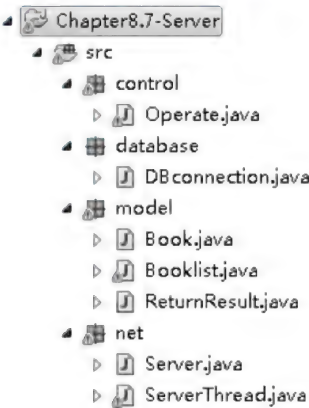 Chapter8.7-Server
src
control
Operate.java
database
DBconnection.java
model
Book.java
Booklist.java
ReturnResult.java
net
Server.java
ServerThread.java